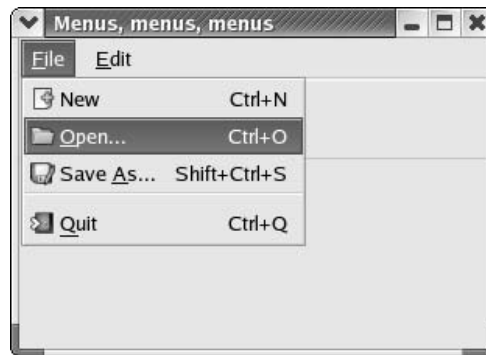 Menus, menus, menus
File Edit
New Ctrl+N
Open... Ctrl+O
Save As... Shift+Ctrl+S
Quit Ctrl+Q